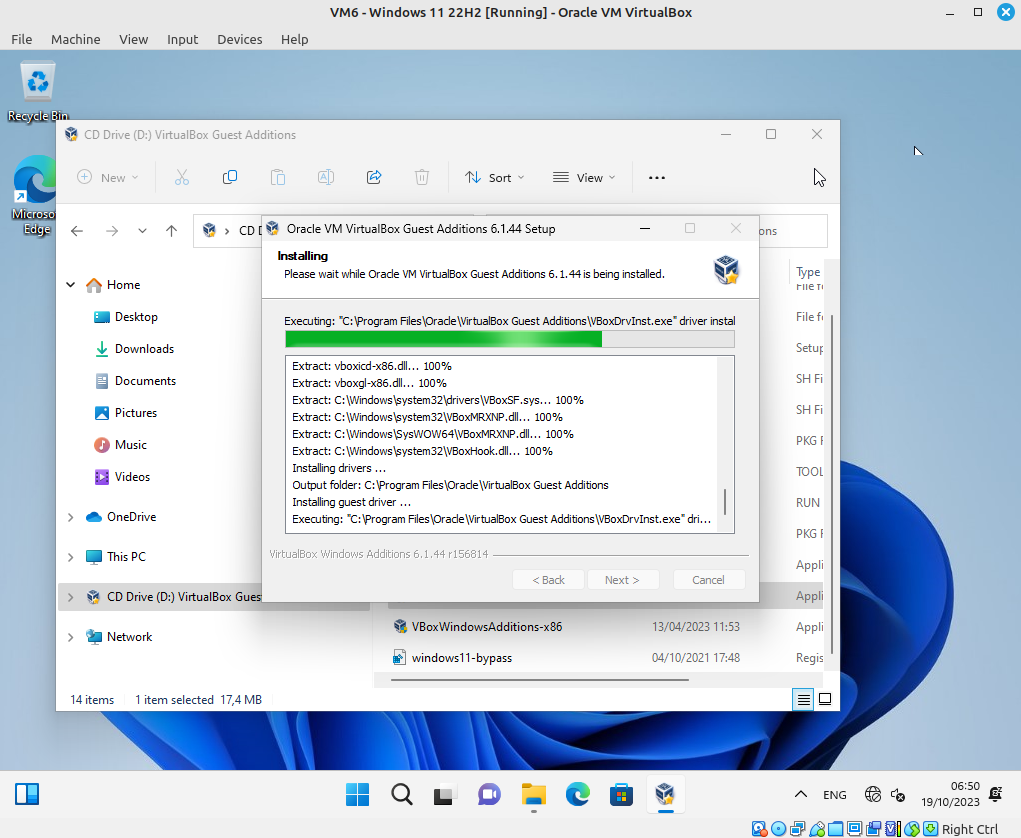 VM6 - Windows 11 22H2 [Running] - Oracle VM VirtualBox
File Machine View Input Devices Help
Recycle Bin
Microso
Edge
CD Drive (D:) VirtualBox Guest Additions
New Sort View
CD D
ons
Oracle VM VirtualBox Guest Additions 6.1.44 Setup
Installing
Please wait while Oracle VM VirtualBox Guest Additions 6.1.44 is being installed.
Executing: "C:\Program Files\Oracle\VirtualBox Guest Additions\VBoxDrvInst.exe" driver instal
Extract: vboxicd-x86.dll... 100%
Extract: vboxgl-x86.dll... 100%
Extract: C:\Windows\system32\drivers\VBoxSF.sys... 100%
Extract: C:\Windows\system32\VBoxMRXNP.dll... 100%
Extract: C:\Windows\SysWOW64\VBoxMRXNP.dll... 100%
Extract: C:\Windows\system32\VBoxHook.dll... 100%
Installing drivers ...
Output folder: C:\Program Files\Oracle\VirtualBox Guest Additions
Installing guest driver ...
Executing: "C:\Program Files\Oracle\VirtualBox Guest Additions\VBoxDrvInst.exe" dri...
VirtualBox Windows Additions 6.1.44 r156814
< Back Next > Cancel
Home
Desktop
Downloads
Documents
Pictures
Music
Videos
OneDrive
This PC
CD Drive (D:) VirtualBox Gues
Network
Type
File fo
File fo
Setup
SH Fi
SH Fi
PKG F
TOOL
RUN
PKG F
Appli
Appli
VBoxWindowsAdditions-x86 13/04/2023 11:53 Appli
windows11-bypass 04/10/2021 17:48 Regis
14 items 1 item selected 17,4 MB
ENG
06:50
19/10/2023
Right Ctrl